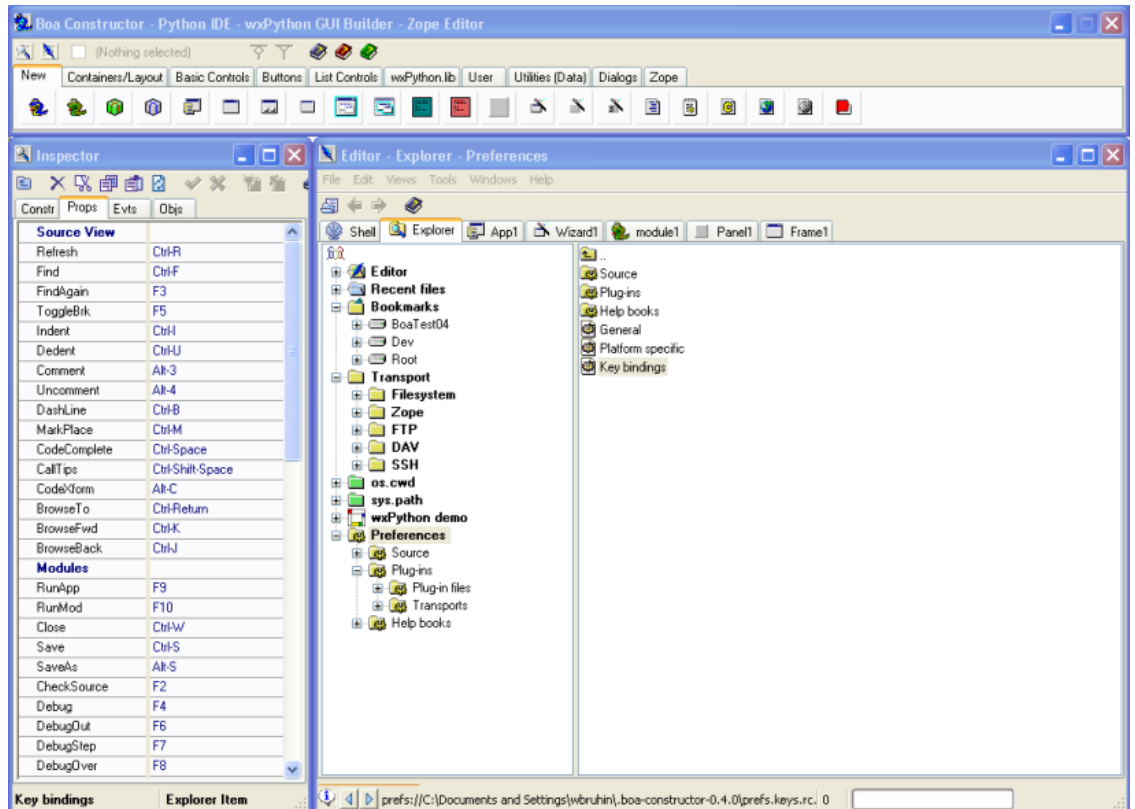 Boa Constructor - Python IDE - wxPython GUI Builder - Zope Editor
(Nothing selected)
New Containers/Layout Basic Controls Buttons List Controls wxPython.lib User Utilities (Data) Dialogs Zope
Inspector
Constr Props Evts Objs
Source View
Refresh Ctrl-R
Find Ctrl-F
FindAgain F3
ToggleBrk F5
Indent Ctrl-I
Dedent Ctrl-U
Comment Alt-3
Uncomment Alt-4
DashLine Ctrl-B
MarkPlace Ctrl-M
CodeComplete Ctrl-Space
CallTips Ctrl-Shift-Space
CodeXform Alt-C
BrowseTo Ctrl-Return
BrowseFwd Ctrl-K
BrowseBack Ctrl-J
Modules
RunApp F9
RunMod F10
Close Ctrl-W
Save Ctrl-S
SaveAs Alt-S
CheckSource F2
Debug F4
DebugOut F6
DebugStep F7
DebugOver F8
Key bindings Explorer Item
Editor - Explorer - Preferences
File Edit Views Tools Windows Help
Shell Explorer App1 Wizard1 module1 Panel1 Frame1
Editor
Recent files
Bookmarks
BoaTest04
Dev
Root
Transport
Filesystem
Zope
FTP
DAV
SSH
os.cwd
sys.path
wxPython demo
Preferences
Source
Plug-ins
Plug-in files
Transports
Help books
..
Source
Plug-ins
Help books
General
Platform specific
Key bindings
prefs://C:\Documents and Settings\wbruhin\.boa-constructor-0.4.0\prefs.keys.rc. 0